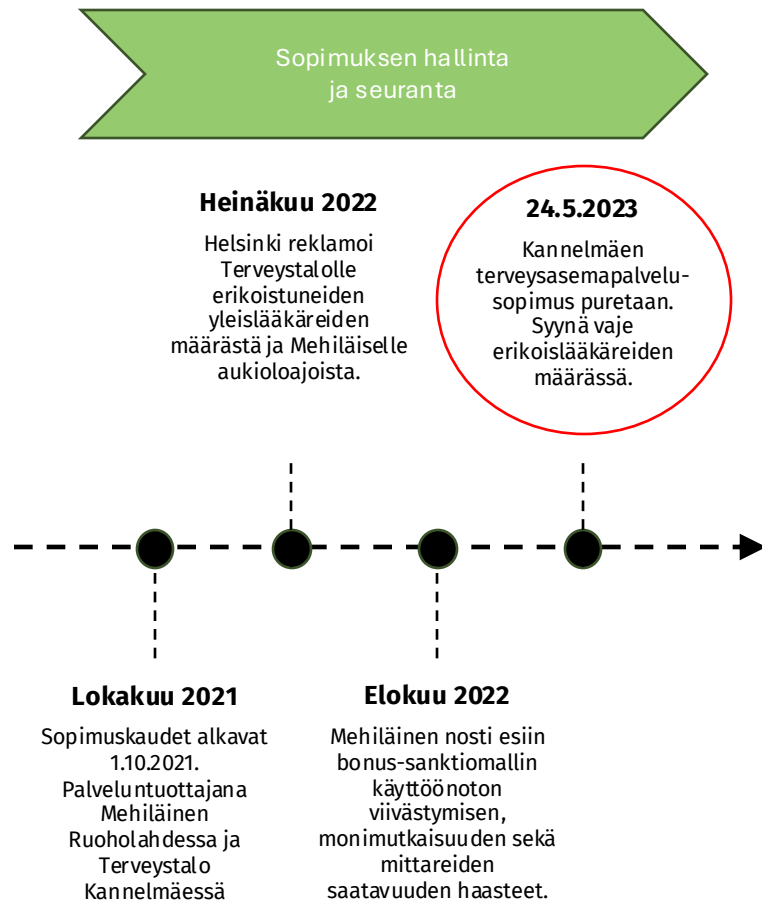 Sopimuksen hallinta
ja seuranta
Heinäkuu 2022
Helsinki reklamoi
Terveystalolle
erikoistuneiden
yleislääkäreiden
määrästä ja Mehiläiselle
aukioloajoista.
24.5.2023
Kannelmäen
terveysasemapalvelu-
sopimus puretaan.
Syynä vaje
erikoislääkäreiden
määrässä.
Lokakuu 2021
Sopimuskaudet alkavat
1.10.2021.
Palveluntuottajana
Mehiläinen
Ruoholahdessa ja
Terveystalo
Kannelmäessä
Elokuu 2022
Mehiläinen nosti esiin
bonus-sanktiomallin
käyttöönoton
viivästymisen,
monimutkaisuuden sekä
mittareiden
saatavuuden haasteet.